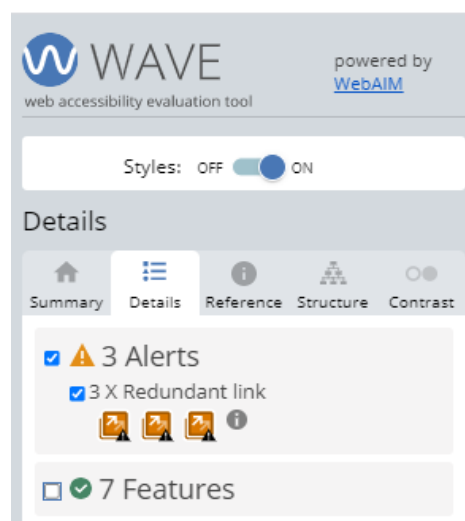 WAVE
web accessibility evaluation tool
powered by
WebAIM
Styles: OFF ON
Details
Summary Details Reference Structure Contrast
3 Alerts
3 X Redundant link
7 Features